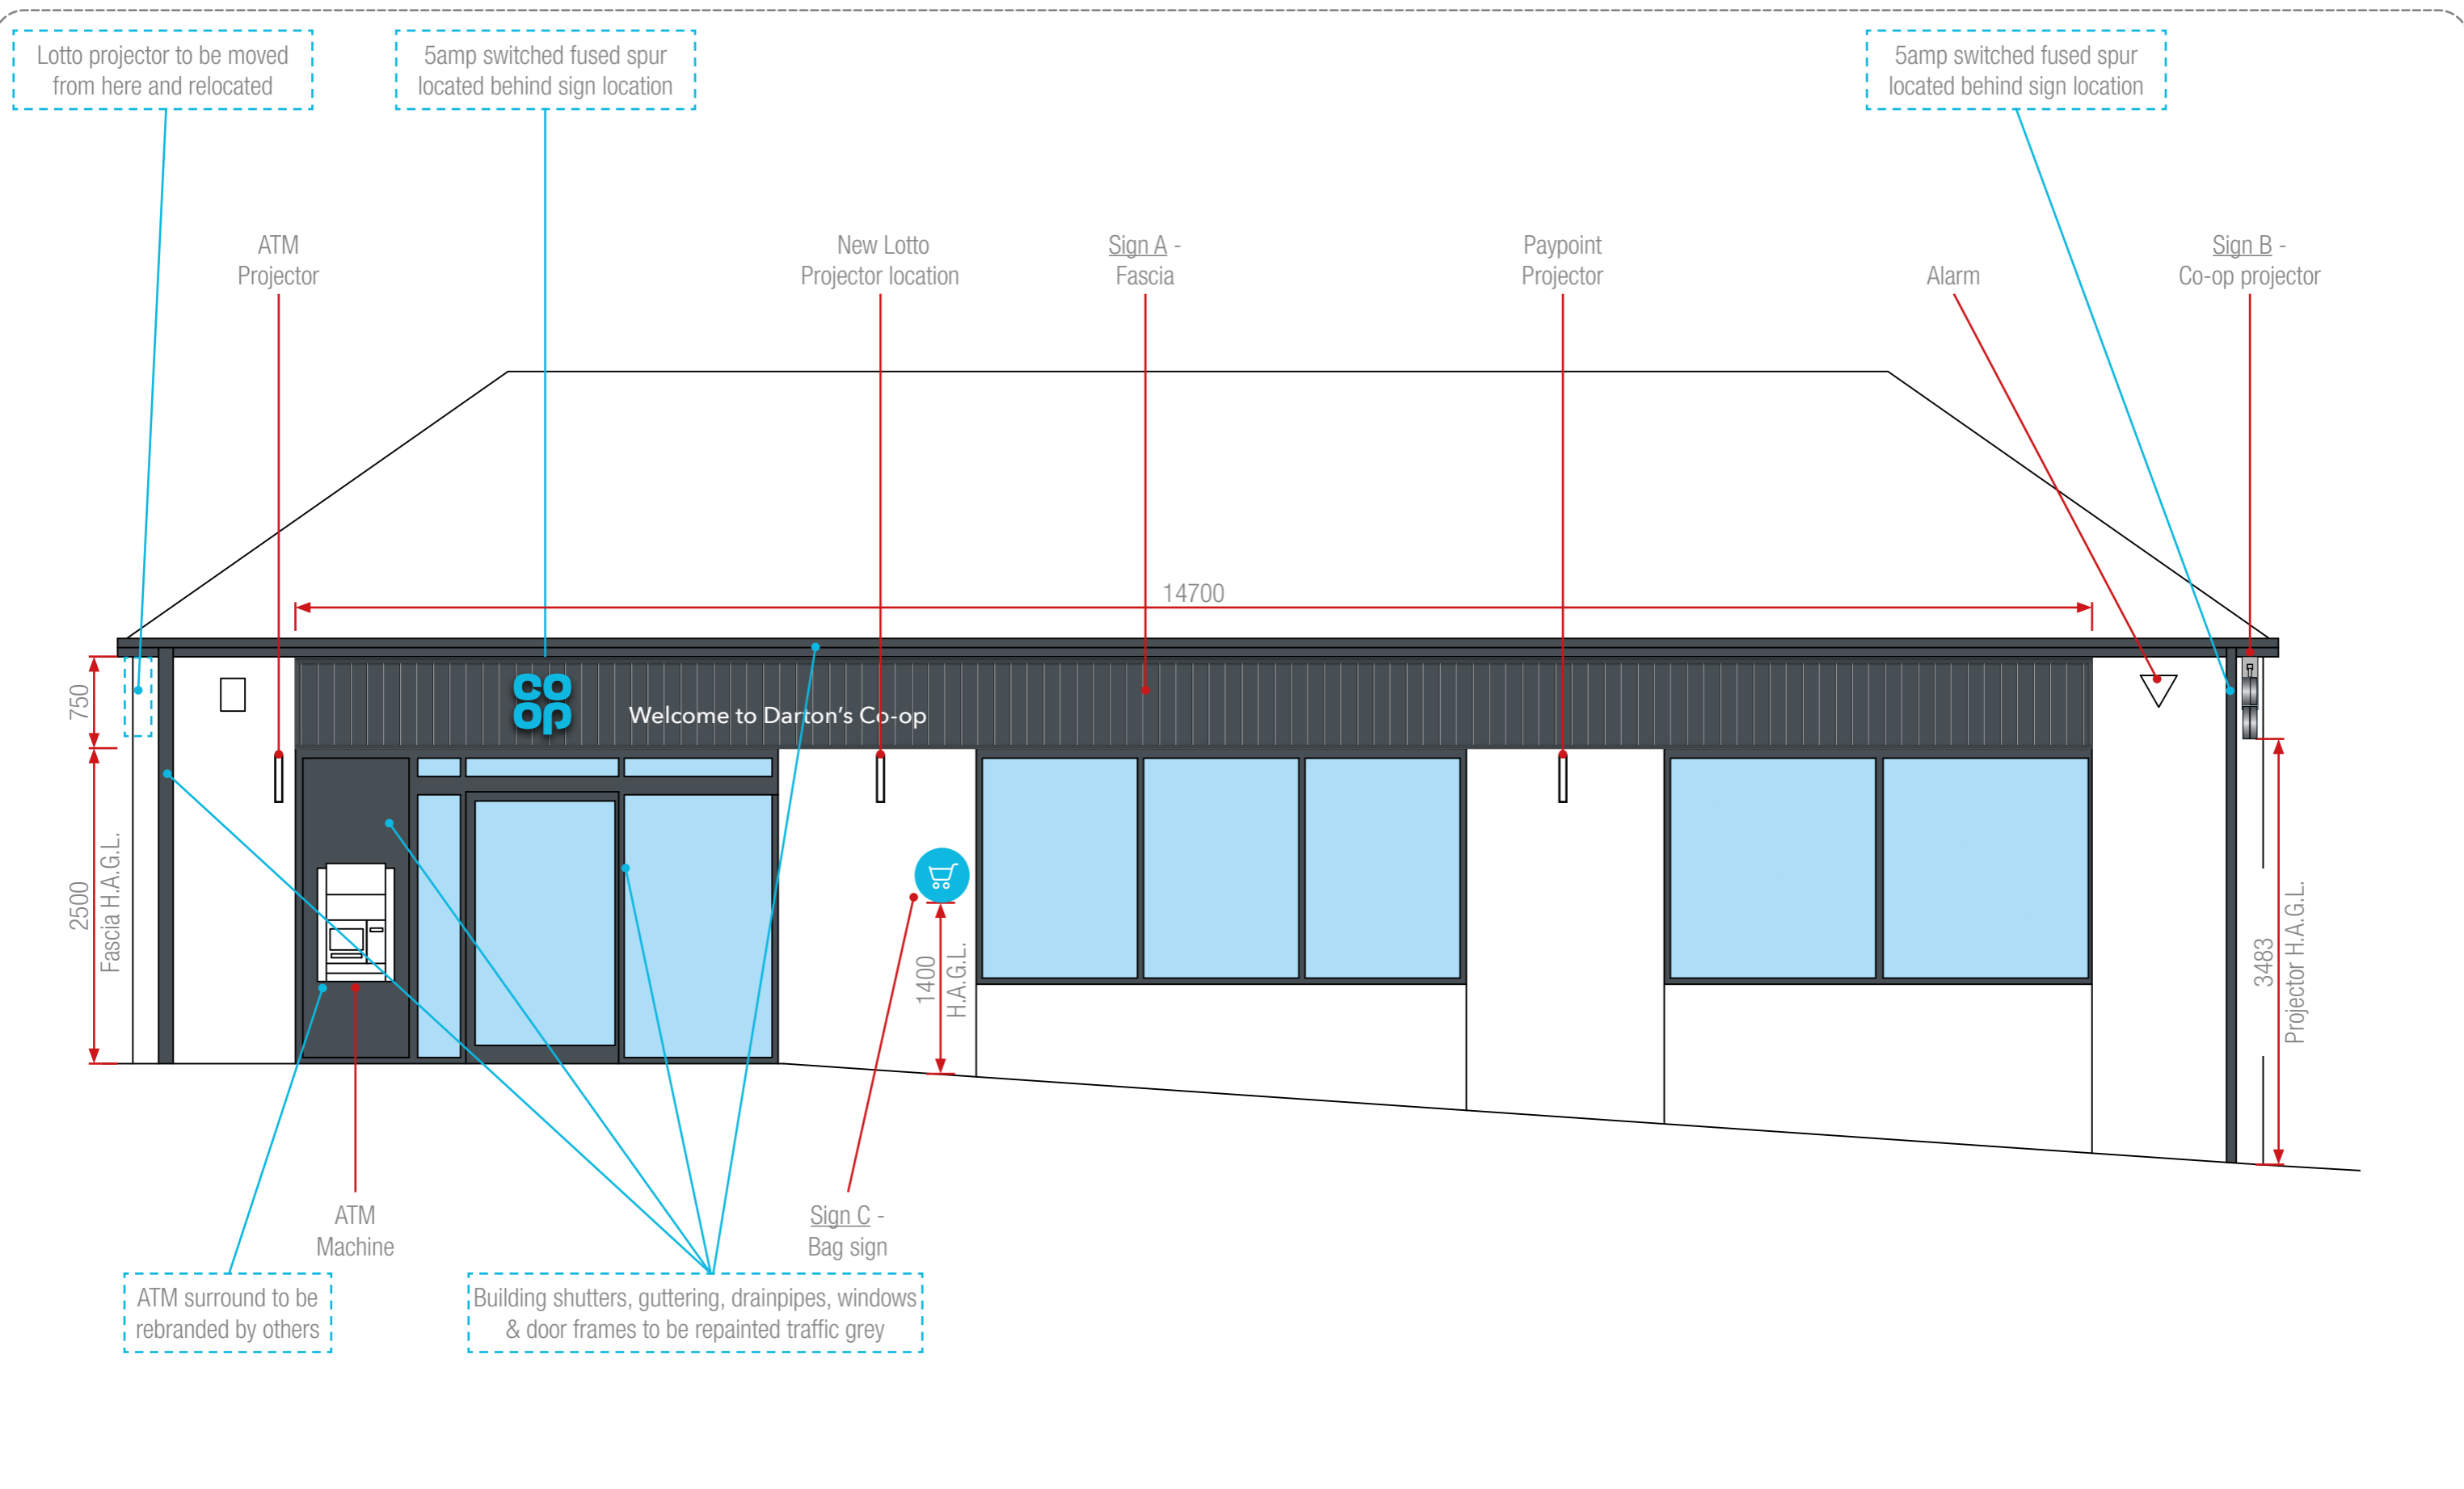 Lotto projector to be moved
from here and relocated
5amp switched fused spur
located behind sign location
5amp switched fused spur
located behind sign location
ATM
Projector
New Lotto
Projector location
Sign A -
Fascia
Paypoint
Projector
Alarm
Sign B -
Co-op projector
14700
750
co
op
Welcome to Darton's Co-op
2500
Fascia H.A.G.L.
1400
H.A.G.L.
3483
Projector H.A.G.L.
ATM
Machine
Sign C -
Bag sign
ATM surround to be
rebranded by others
Building shutters, guttering, drainpipes, windows
& door frames to be repainted traffic grey